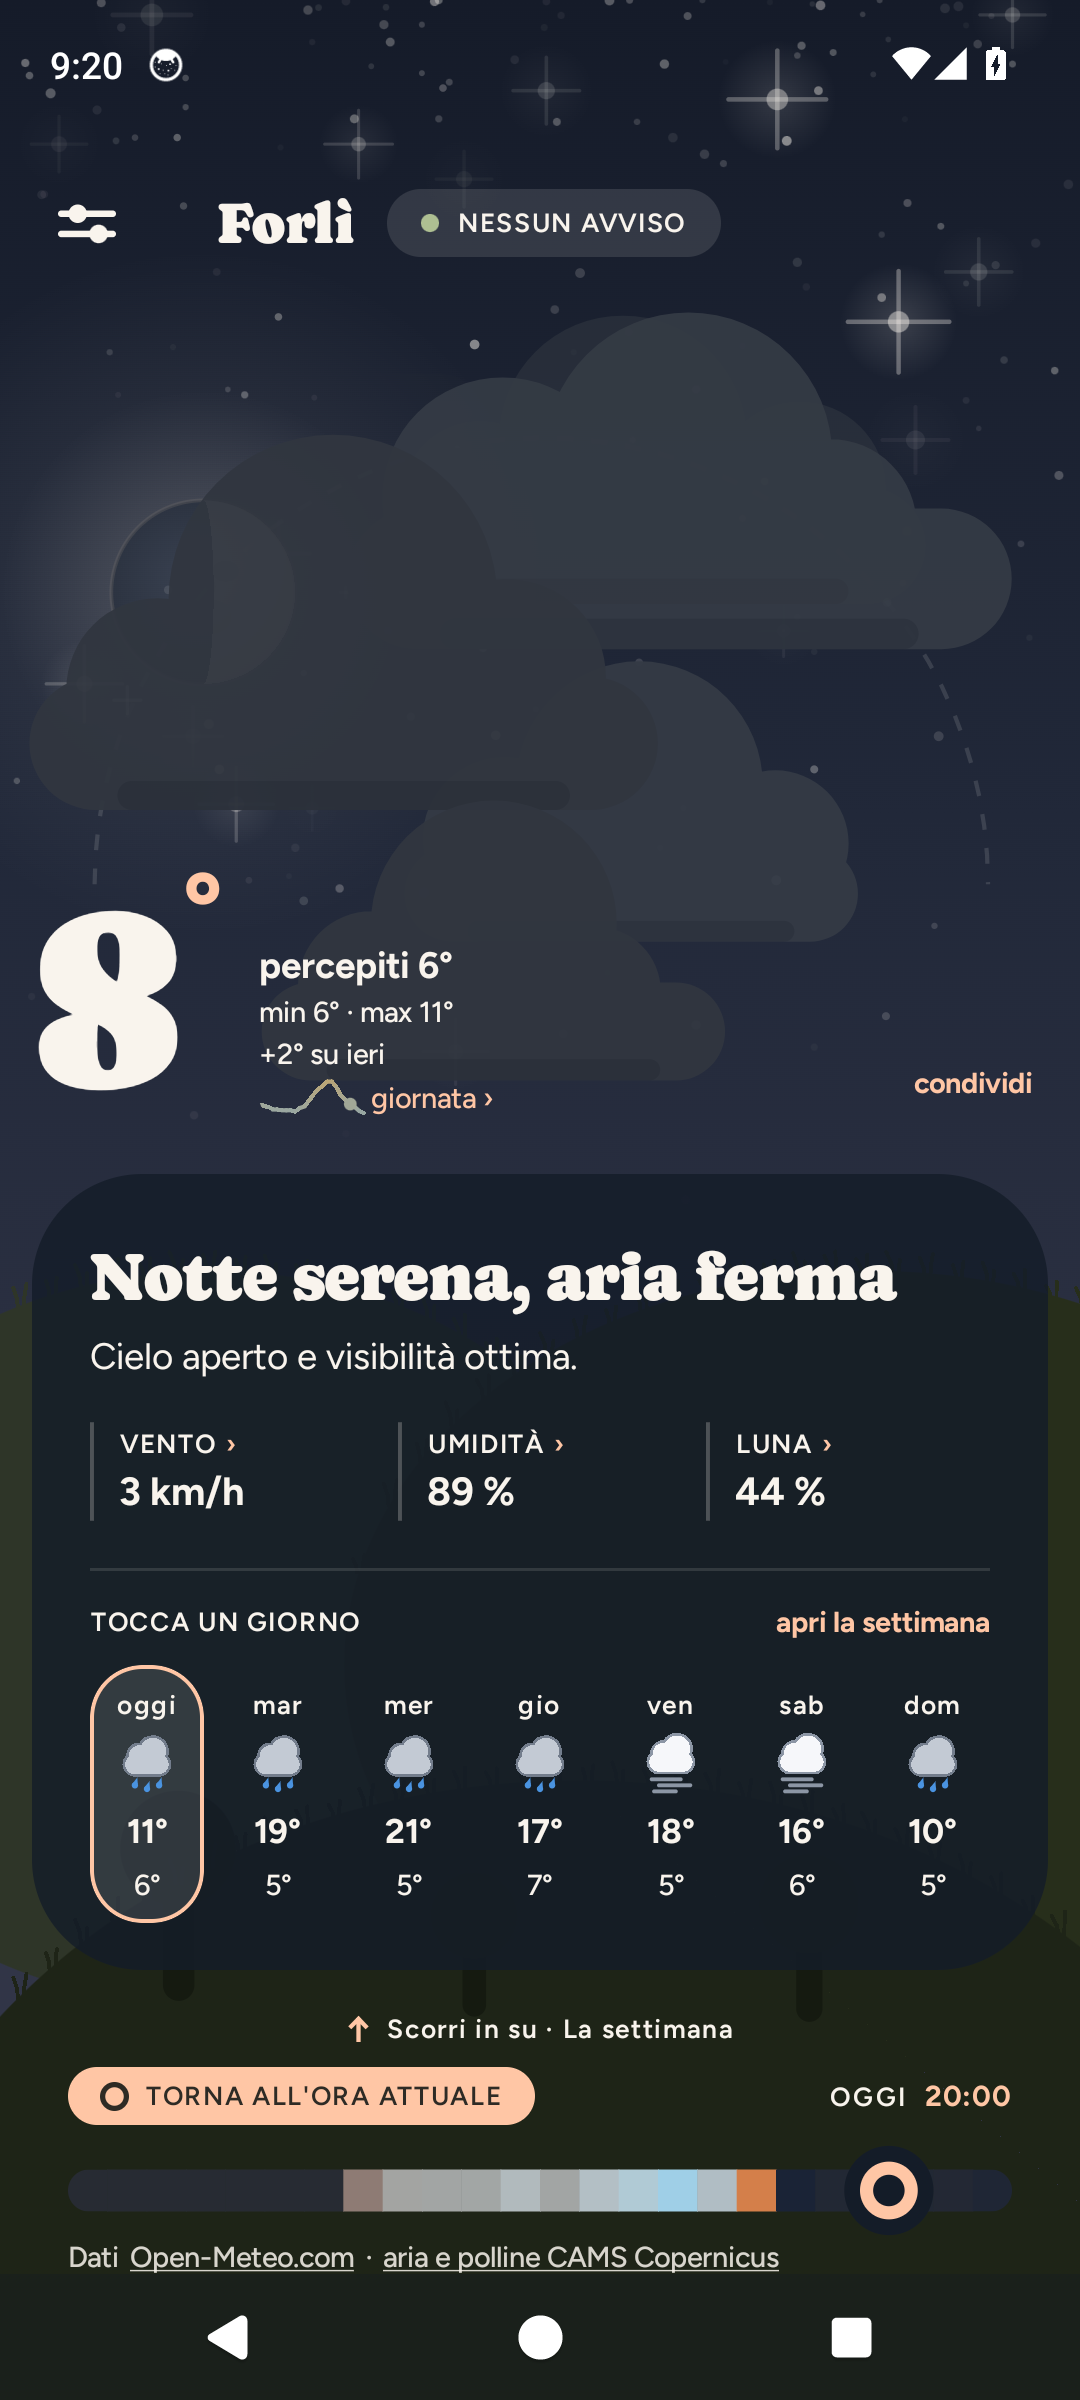 9:20
Forlì
NESSUN AVVISO
8°
percepiti 6°
min 6° · max 11°
+2° su ieri
giornata ›
condividi
Notte serena, aria ferma
Cielo aperto e visibilità ottima.
VENTO › UMIDITÀ › LUNA ›
3 km/h 89 % 44 %
TOCCA UN GIORNO apri la settimana
oggi mar mer gio ven sab dom
11° 19° 21° 17° 18° 16° 10°
6° 5° 5° 7° 5° 6° 5°
↑ Scorri in su · La settimana
TORNA ALL'ORA ATTUALE OGGI 20:00
Dati Open-Meteo.com · aria e polline CAMS Copernicus